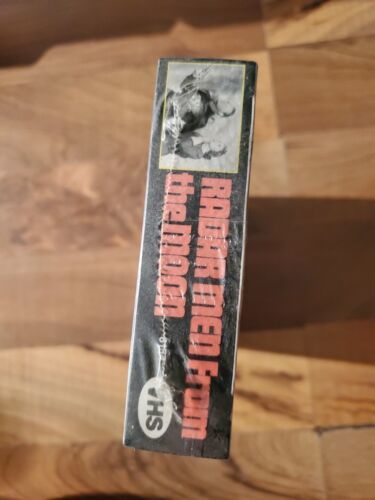 RADAR MEN from
the MOON
VHS